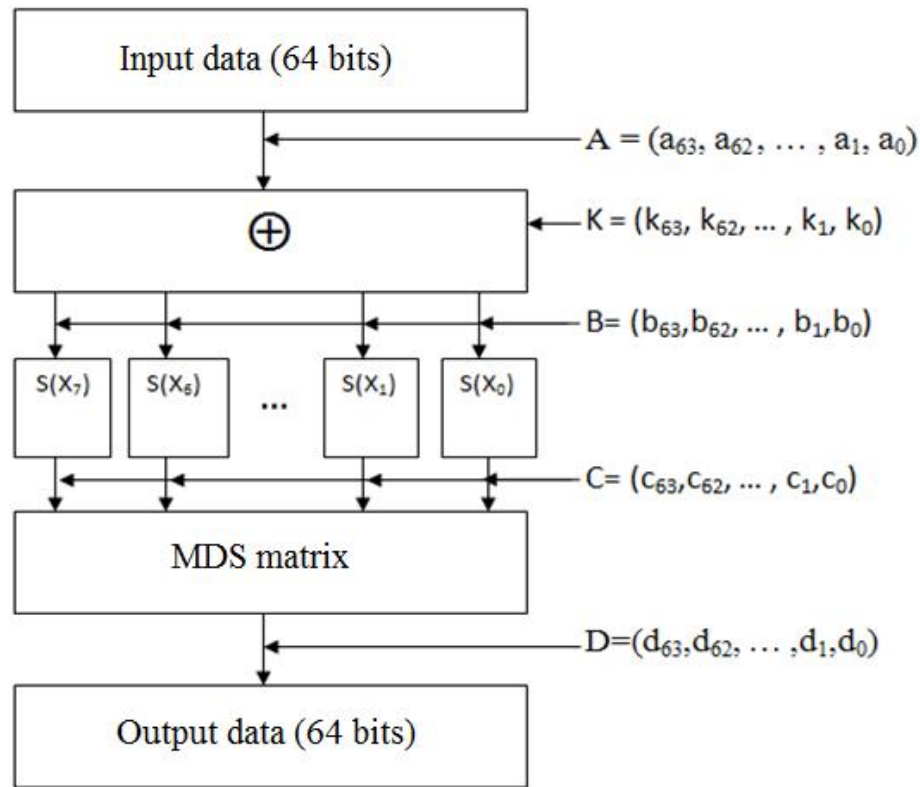 Input data (64 bits)
A = (a₆₃, a₆₂, … , a₁, a₀)
⊕
K = (k₆₃, k₆₂, ... , k₁, k₀)
B= (b₆₃,b₆₂, ... , b₁,b₀)
S(X₇) S(X₆) ... S(X₁) S(X₀)
C= (c₆₃,c₆₂, ... , c₁,c₀)
MDS matrix
D=(d₆₃,d₆₂, … ,d₁,d₀)
Output data (64 bits)